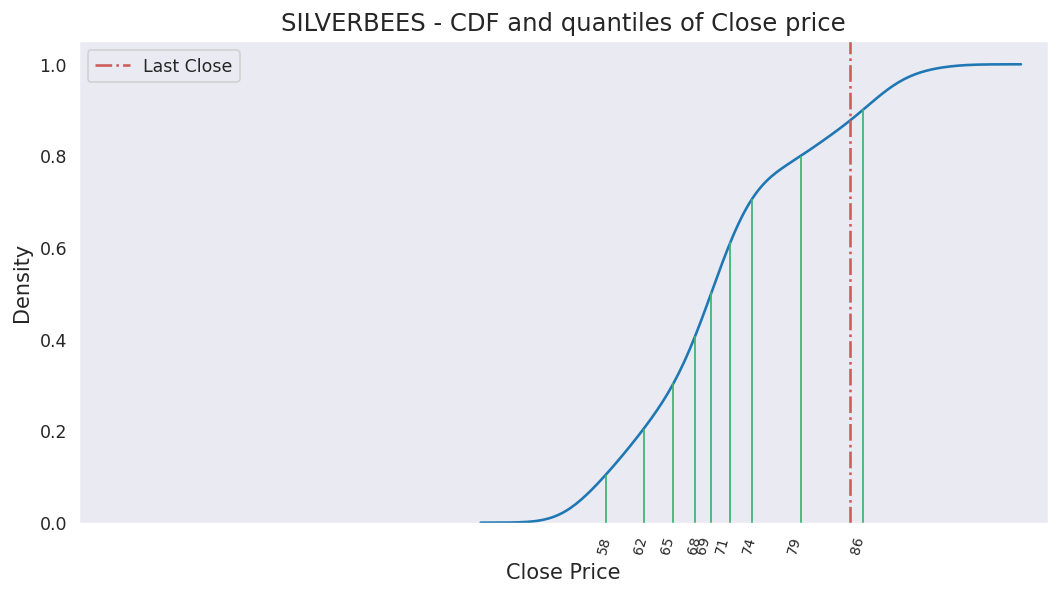 SILVERBEES - CDF and quantiles of Close price
Last Close
Density
1.0
0.8
0.6
0.4
0.2
0.0
58 62 65 68 69 71 74 79 86
Close Price